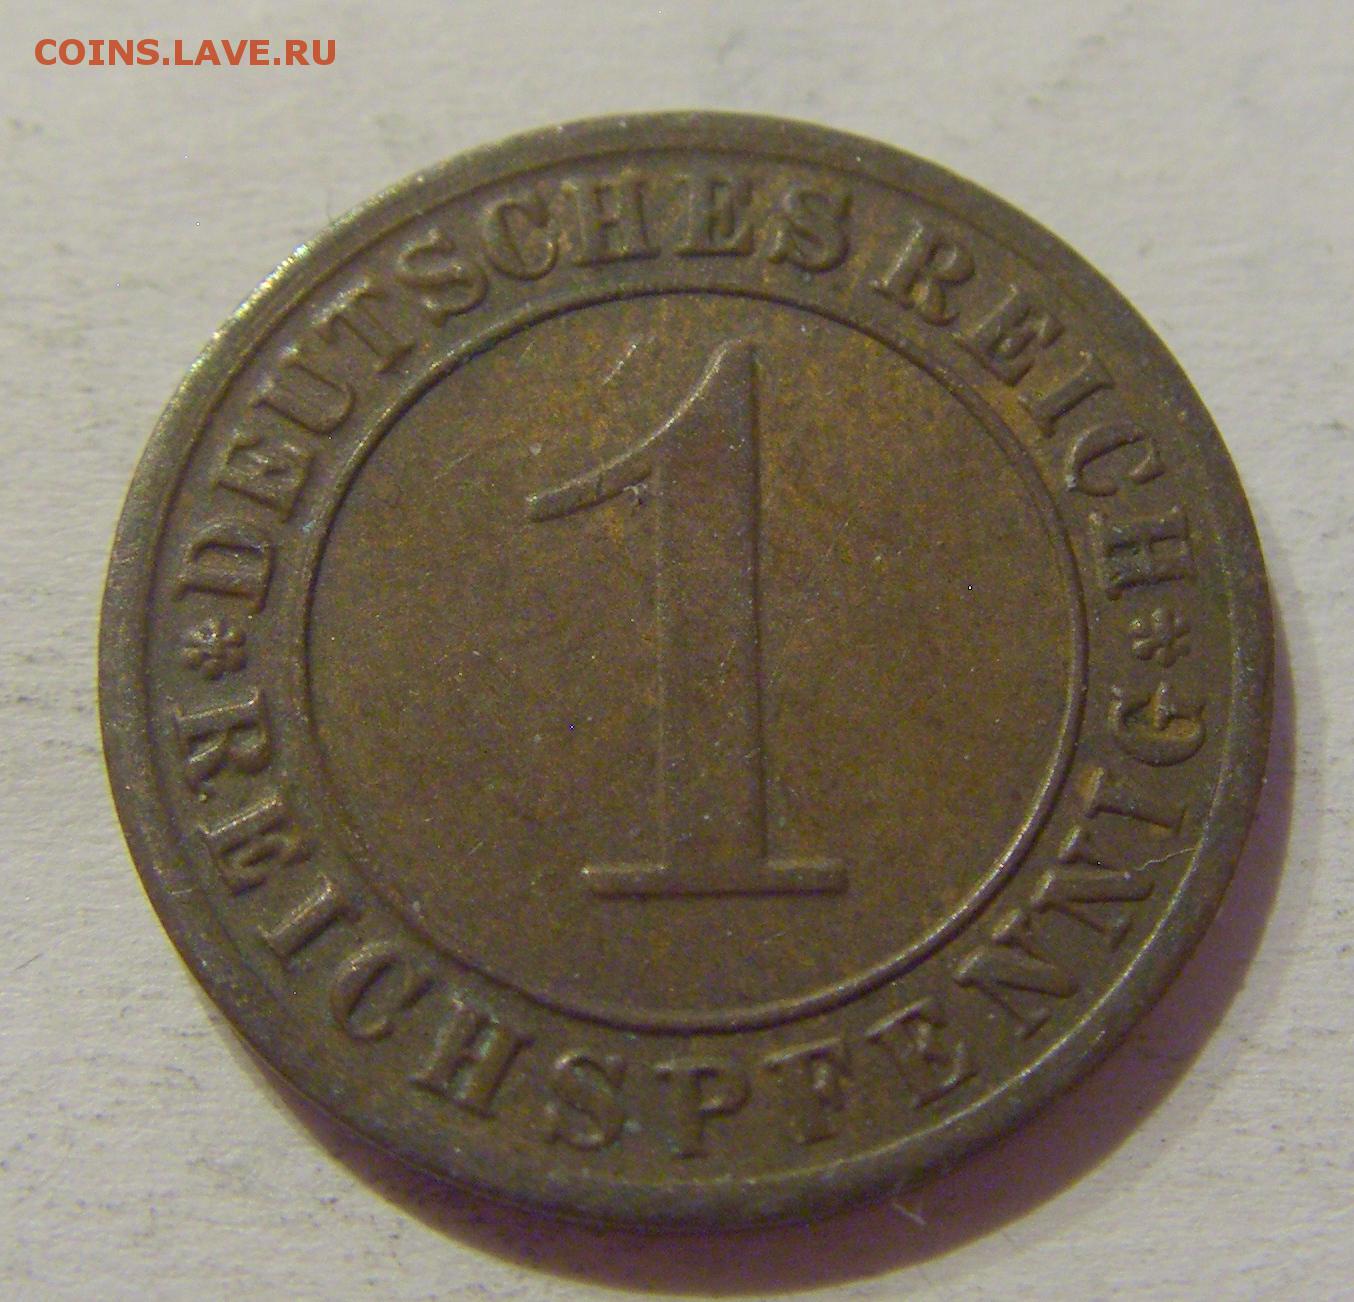 COINS.LAVE.RU
* DEUTSCHES REICH *
1
REICHSPFENNIG